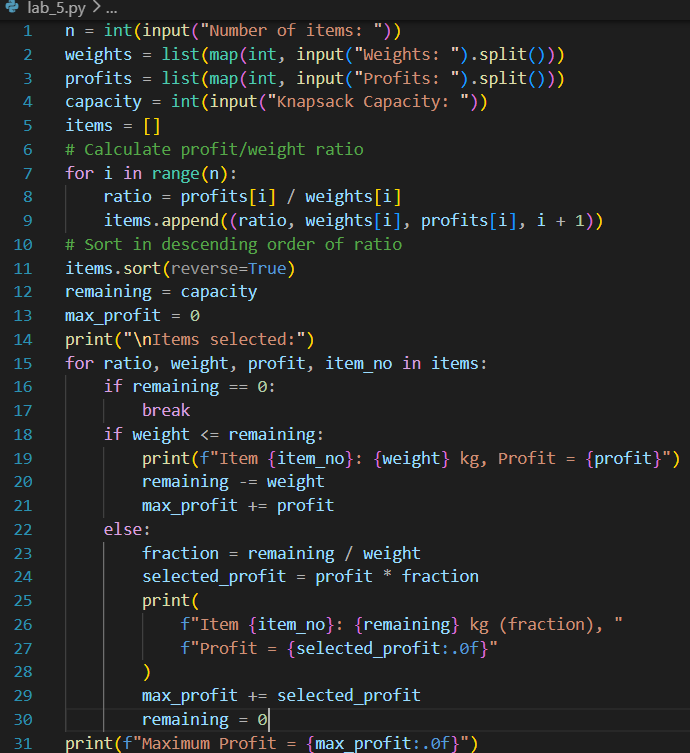 lab_5.py > ...
1 n = int(input("Number of items: "))
2 weights = list(map(int, input("Weights: ").split()))
3 profits = list(map(int, input("Profits: ").split()))
4 capacity = int(input("Knapsack Capacity: "))
5 items = []
6 # Calculate profit/weight ratio
7 for i in range(n):
8     ratio = profits[i] / weights[i]
9     items.append((ratio, weights[i], profits[i], i + 1))
10 # Sort in descending order of ratio
11 items.sort(reverse=True)
12 remaining = capacity
13 max_profit = 0
14 print("\nItems selected:")
15 for ratio, weight, profit, item_no in items:
16     if remaining == 0:
17         break
18     if weight <= remaining:
19         print(f"Item {item_no}: {weight} kg, Profit = {profit}")
20         remaining -= weight
21         max_profit += profit
22     else:
23         fraction = remaining / weight
24         selected_profit = profit * fraction
25         print(
26             f"Item {item_no}: {remaining} kg (fraction), "
27             f"Profit = {selected_profit:.0f}"
28         )
29         max_profit += selected_profit
30         remaining = 0
31 print(f"Maximum Profit = {max_profit:.0f}")